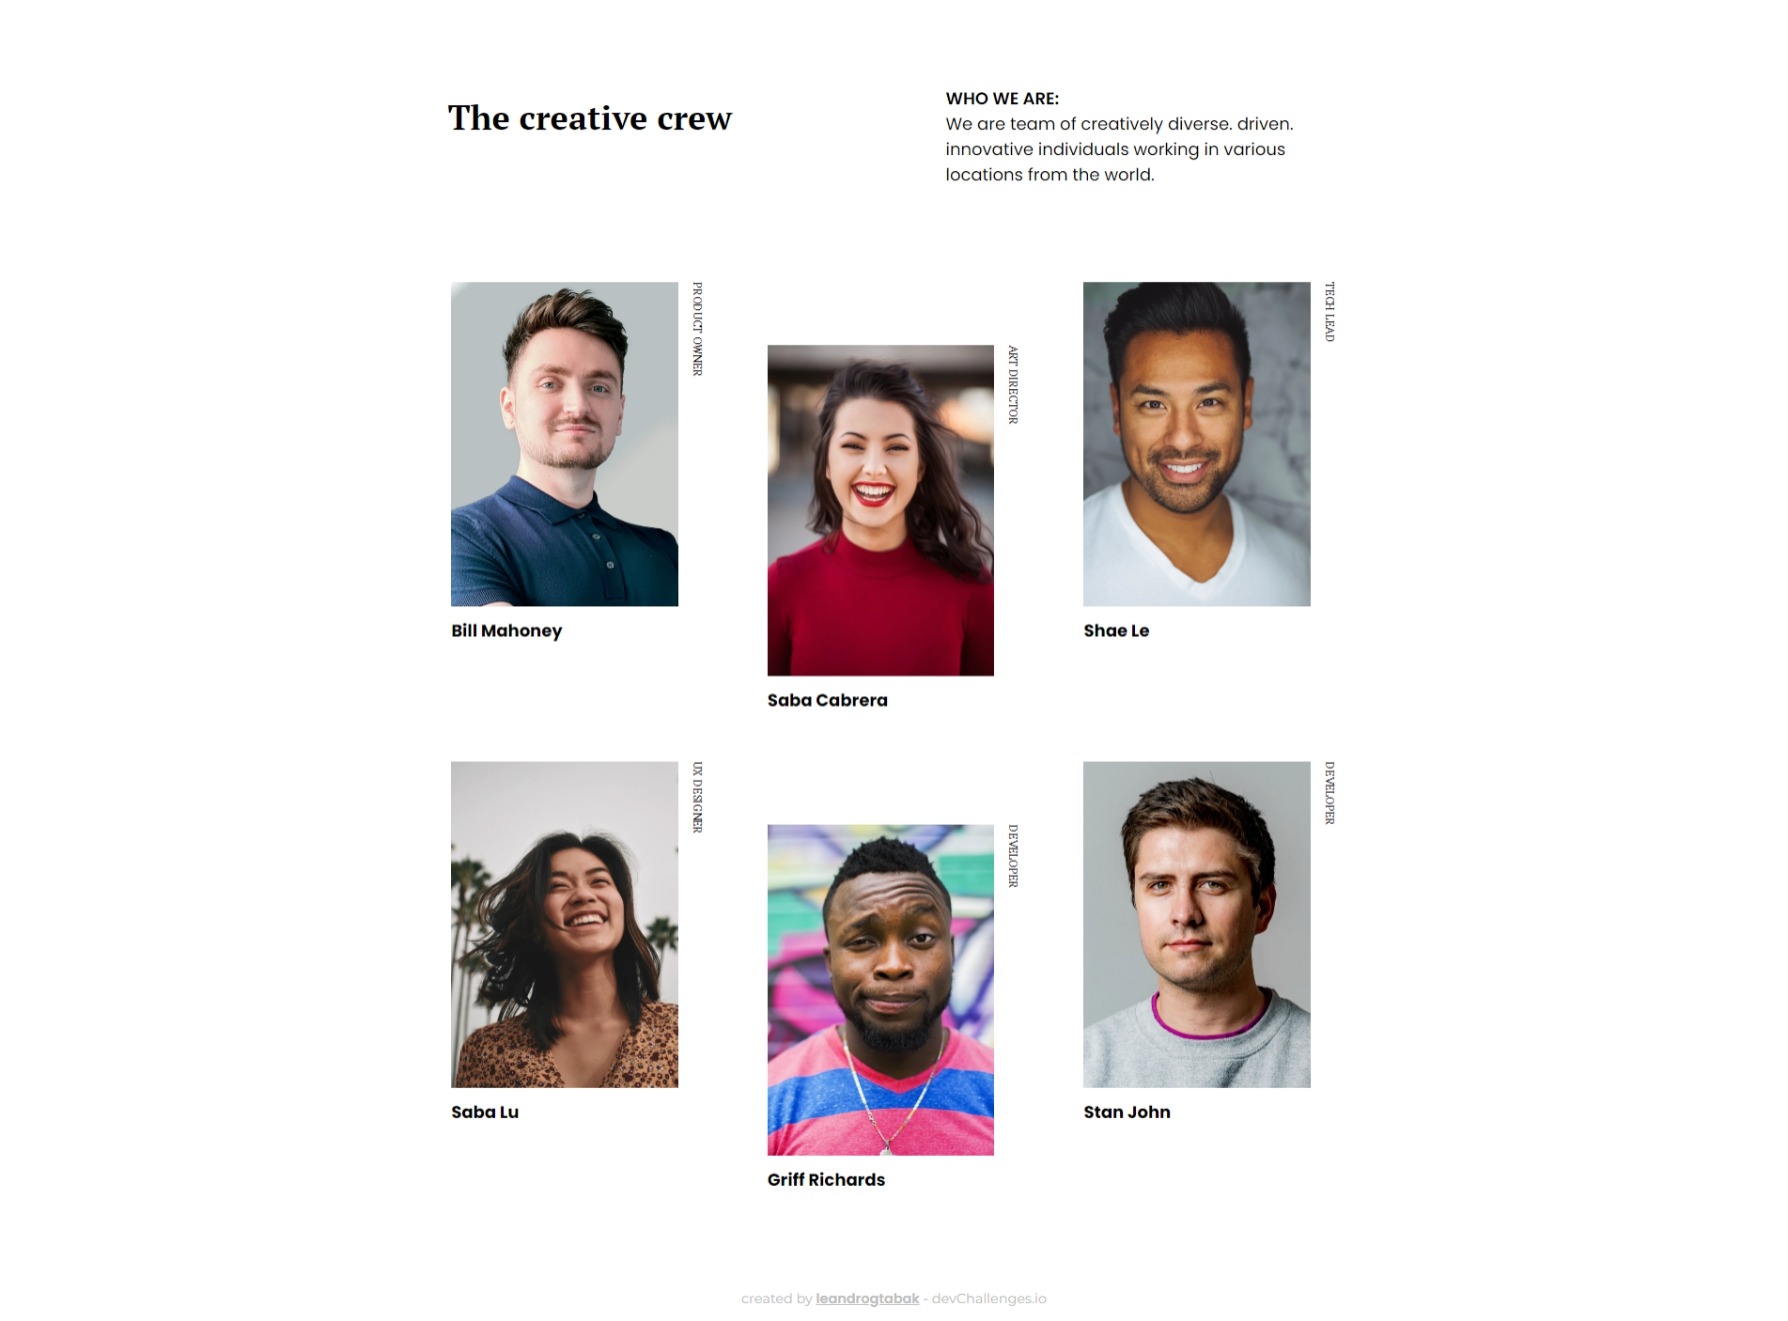 The creative crew
WHO WE ARE:
We are team of creatively diverse. driven.
innovative individuals working in various
locations from the world.
PRODUCT OWNER
Bill Mahoney
ART DIRECTOR
Saba Cabrera
TECH LEAD
Shae Le
UX DESIGNER
Saba Lu
DEVELOPER
Griff Richards
DEVELOPER
Stan John
created by leandrogtabak - devChallenges.io